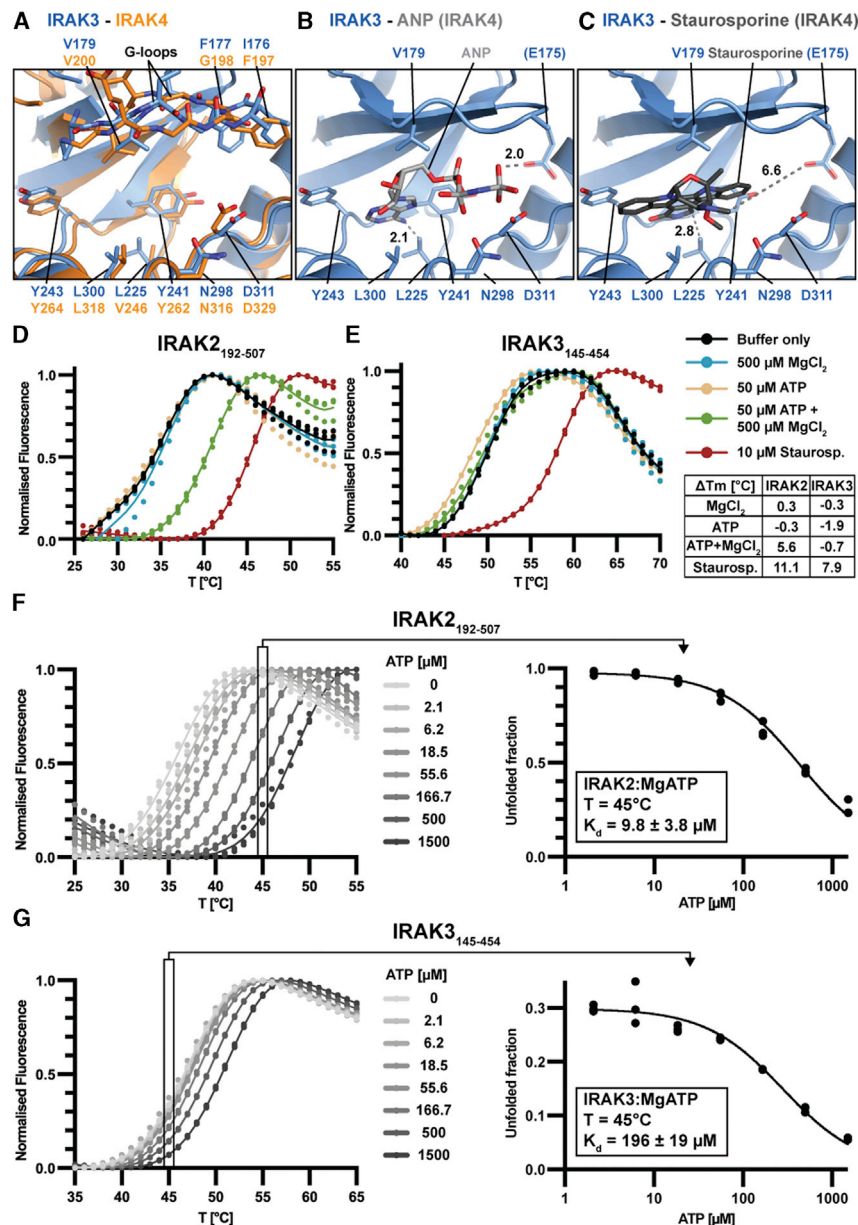 A
IRAK3 - IRAK4
V179
V200
G-loops
F177
G198
I176
F197
Y243 L300 L225 Y241 N298 D311
Y264 L318 V246 Y262 N316 D329
B
IRAK3 - ANP (IRAK4)
V179 ANP (E175)
2.0
2.1
Y243 L300 L225 Y241 N298 D311
C
IRAK3 - Staurosporine (IRAK4)
V179 Staurosporine (E175)
6.6
2.8
Y243 L300 L225 Y241 N298 D311
D
IRAK2₁₉₂₋₅₀₇
Normalised Fluorescence
1.0
0.5
0.0
25 30 35 40 45 50 55
T [°C]
E
IRAK3₁₄₅₋₄₅₄
1.0
0.5
0.0
40 45 50 55 60 65 70
T [°C]
Buffer only
500 µM MgCl₂
50 µM ATP
50 µM ATP +
500 µM MgCl₂
10 µM Staurosp.
ΔTm [°C] IRAK2 IRAK3
MgCl₂ 0.3 -0.3
ATP -0.3 -1.9
ATP+MgCl₂ 5.6 -0.7
Staurosp. 11.1 7.9
F
IRAK2₁₉₂₋₅₀₇
Normalised Fluorescence
1.0
0.5
0.0
25 30 35 40 45 50 55
T [°C]
ATP [µM]
0
2.1
6.2
18.5
55.6
166.7
500
1500
Unfolded fraction
1.0
0.5
0.0
1 10 100 1000
ATP [µM]
IRAK2:MgATP
T = 45°C
K_d = 9.8 ± 3.8 µM
G
IRAK3₁₄₅₋₄₅₄
Normalised Fluorescence
1.0
0.5
0.0
35 40 45 50 55 60 65
T [°C]
ATP [µM]
0
2.1
6.2
18.5
55.6
166.7
500
1500
Unfolded fraction
0.3
0.2
0.1
0.0
1 10 100 1000
ATP [µM]
IRAK3:MgATP
T = 45°C
K_d = 196 ± 19 µM